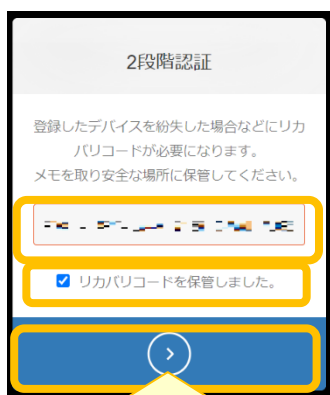 2段階認証
登録したデバイスを紛失した場合などにリカ
バリコードが必要になります。
メモを取り安全な場所に保管してください。
リカバリコードを保管しました。